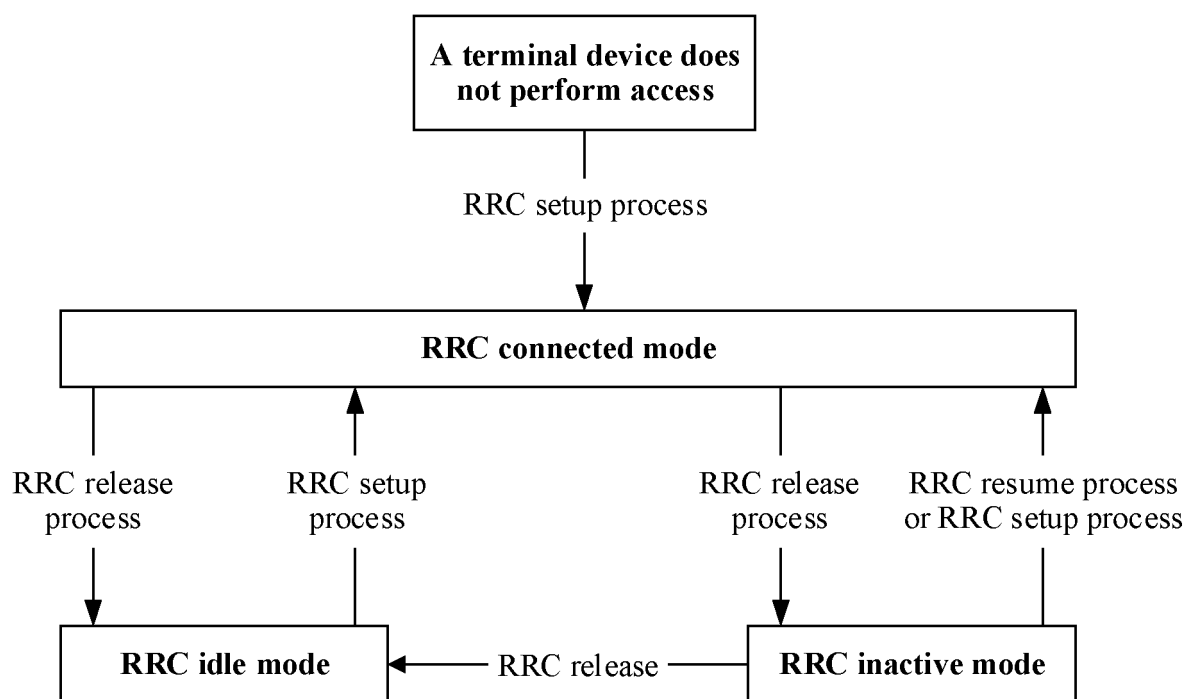 A terminal device does
not perform access
RRC setup process
RRC connected mode
RRC release
process
RRC setup
process
RRC release
process
RRC resume process
or RRC setup process
RRC idle mode
RRC release
RRC inactive mode